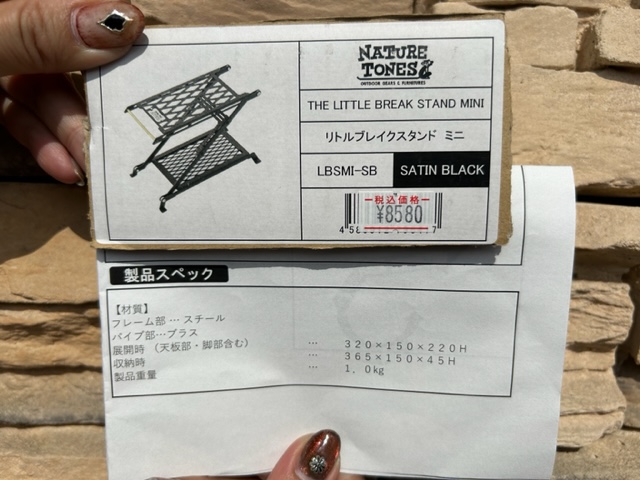 NATURE
TONES
OUTDOOR GEARS & FURNITURES
THE LITTLE BREAK STAND MINI
リトルブレイクスタンド ミニ
LBSMI-SB
SATIN BLACK
税込価格
¥8580
製品スペック
【材質】
フレーム部 … スチール
パイプ部…ブラス
展開時 (天板部・脚部含む) … 320×150×220H
収納時 … 365×150×45H
製品重量 … 1.0kg